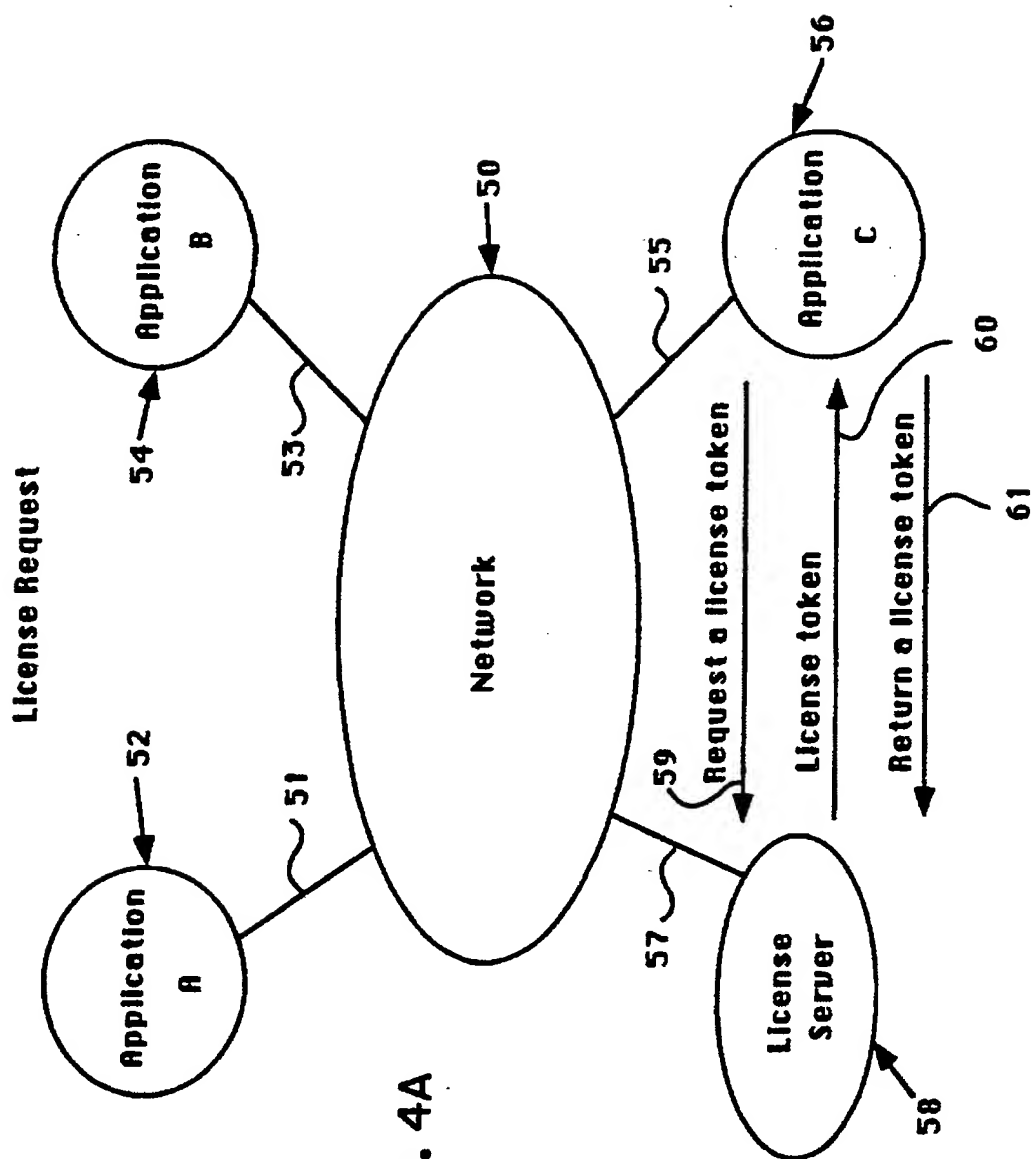 License Request
52
Application
A
51
54
Application
B
53
50
Network
57
55
56
Application
C
License
Server
58
59
Request a license token
License token
60
Return a license token
61
. 4A